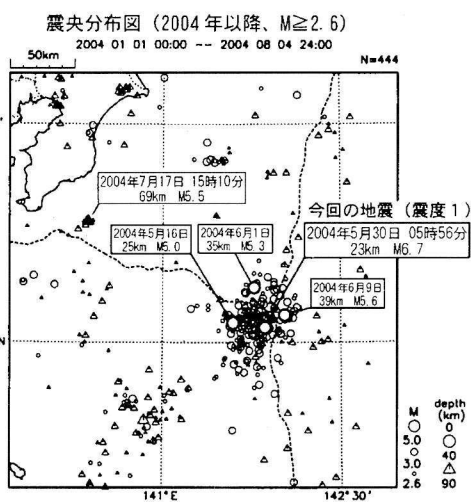 震央分布図 (2004年以降、M≧2.6)
2004 01 01 00:00 -- 2004 08 04 24:00
50km
N=444
2004年7月17日 15時10分
69km M5.5
今回の地震(震度1)
2004年5月30日 05時56分
23km M6.7
2004年5月16日
25km M5.0
2004年6月1日
35km M5.3
2004年6月9日
39km M5.6
M
5.0
3.0
2.6
depth
(km)
0
40
90
141°E
142°30'